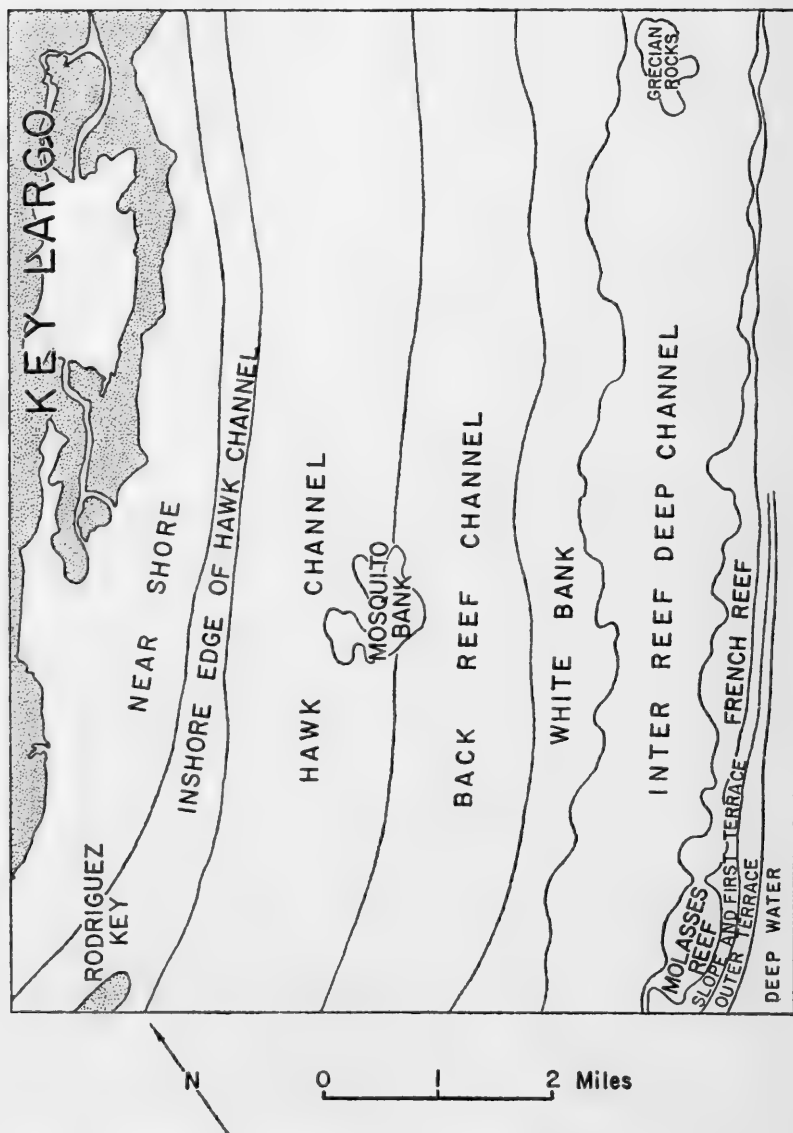 KEY LARGO
GRECIAN
ROCKS
NEAR SHORE
INSHORE EDGE OF HAWK CHANNEL
RODRIGUEZ
KEY
HAWK CHANNEL
MOSQUITO
BANK
BACK REEF CHANNEL
WHITE BANK
INTER REEF DEEP CHANNEL
MOLASSES
REEF
FRENCH REEF
SLOPE AND FIRST TERRACE
OUTER TERRACE
DEEP WATER
N
0 1 2 Miles